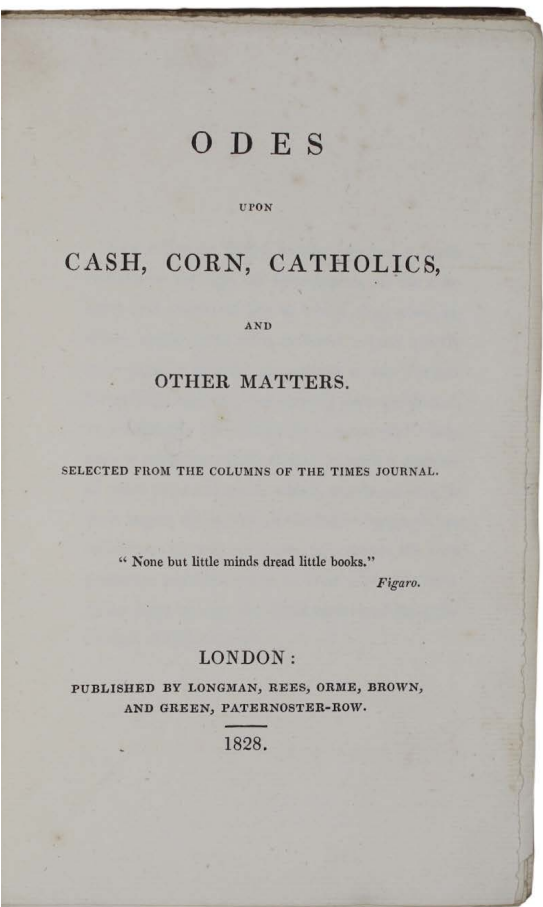 ODES
UPON
CASH, CORN, CATHOLICS,
AND
OTHER MATTERS.
SELECTED FROM THE COLUMNS OF THE TIMES JOURNAL.
“ None but little minds dread little books.”
Figaro.
LONDON :
PUBLISHED BY LONGMAN, REES, ORME, BROWN,
AND GREEN, PATERNOSTER-ROW.
1828.